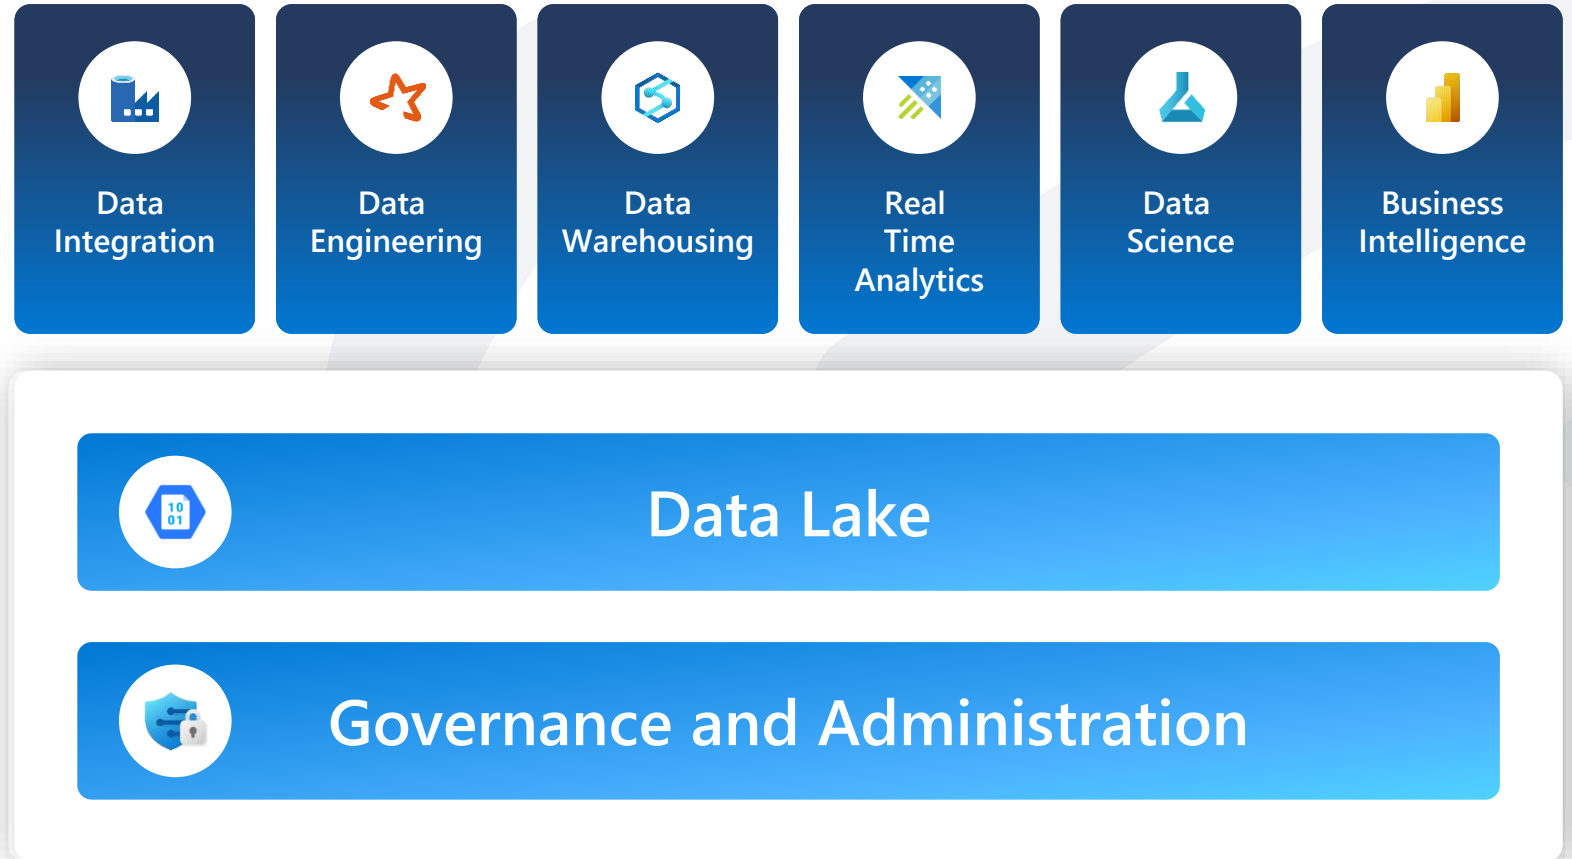 Data
Integration
Data
Engineering
Data
Warehousing
Real
Time
Analytics
Data
Science
Business
Intelligence
10
01
Data Lake
Governance and Administration